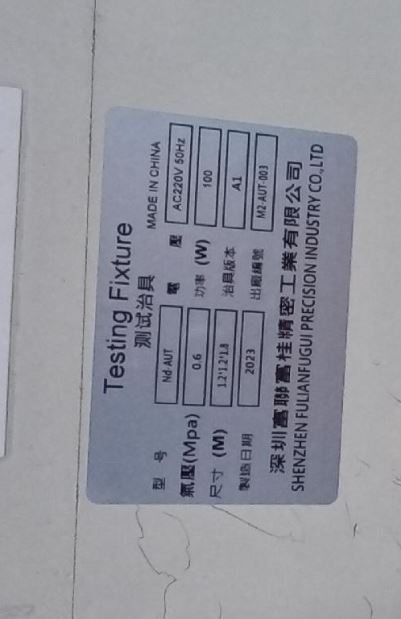 Testing Fixture
测试治具
MADE IN CHINA
型 号 Nd-AUT 電 壓 AC220V 50Hz
氣壓(Mpa) 0.6 功率 (W) 100
尺寸 (M) 1.2*1.2*1.8 治具版本 A1
製造日期 2023 出廠編號 M2-AUT-003
深圳富聯富桂精密工業有限公司
SHENZHEN FULIANFUGUI PRECISION INDUSTRY CO.,LTD